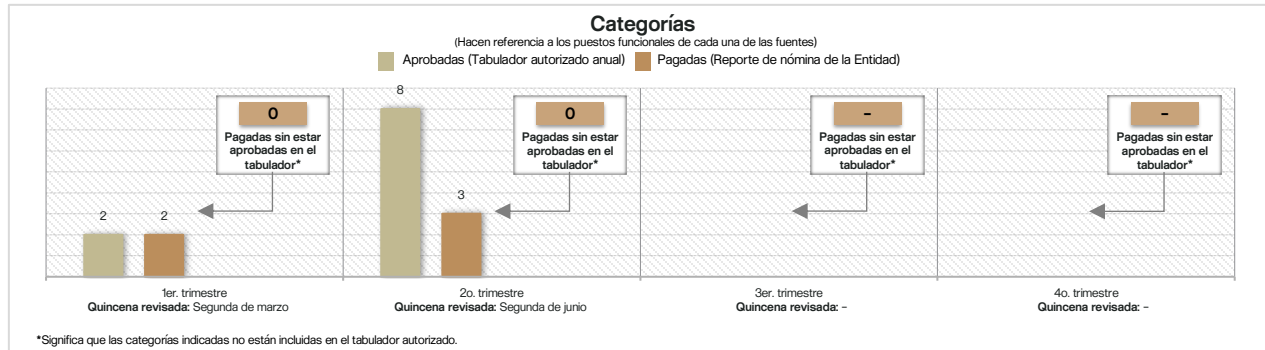 Categorías
(Hacen referencia a los puestos funcionales de cada una de las fuentes)
Aprobadas (Tabulador autorizado anual) Pagadas (Reporte de nómina de la Entidad)
0
Pagadas sin estar
aprobadas en el
tabulador*
2
2
1er. trimestre
Quincena revisada: Segunda de marzo
8
0
Pagadas sin estar
aprobadas en el
tabulador*
3
2o. trimestre
Quincena revisada: Segunda de junio
-
Pagadas sin estar
aprobadas en el
tabulador*
3er. trimestre
Quincena revisada: -
-
Pagadas sin estar
aprobadas en el
tabulador*
4o. trimestre
Quincena revisada: -
*Significa que las categorías indicadas no están incluidas en el tabulador autorizado.